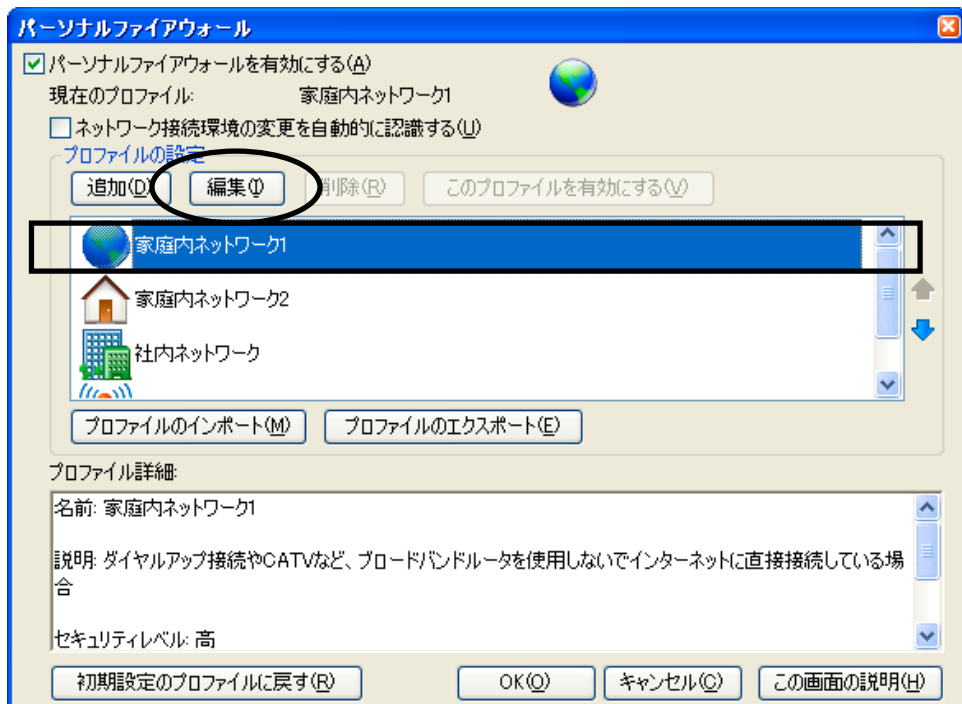 パーソナルファイアウォール
パーソナルファイアウォールを有効にする(A)
現在のプロファイル: 家庭内ネットワーク1
ネットワーク接続環境の変更を自動的に認識する(U)
プロファイルの設定
追加(D) 編集(I) 削除(R) このプロファイルを有効にする(V)
家庭内ネットワーク1
家庭内ネットワーク2
社内ネットワーク
プロファイルのインポート(M) プロファイルのエクスポート(E)
プロファイル詳細:
名前: 家庭内ネットワーク1
説明: ダイヤルアップ接続やCATVなど、ブロードバンドルータを使用しないでインターネットに直接接続している場
合
セキュリティレベル: 高
初期設定のプロファイルに戻す(R) OK(O) キャンセル(C) この画面の説明(H)